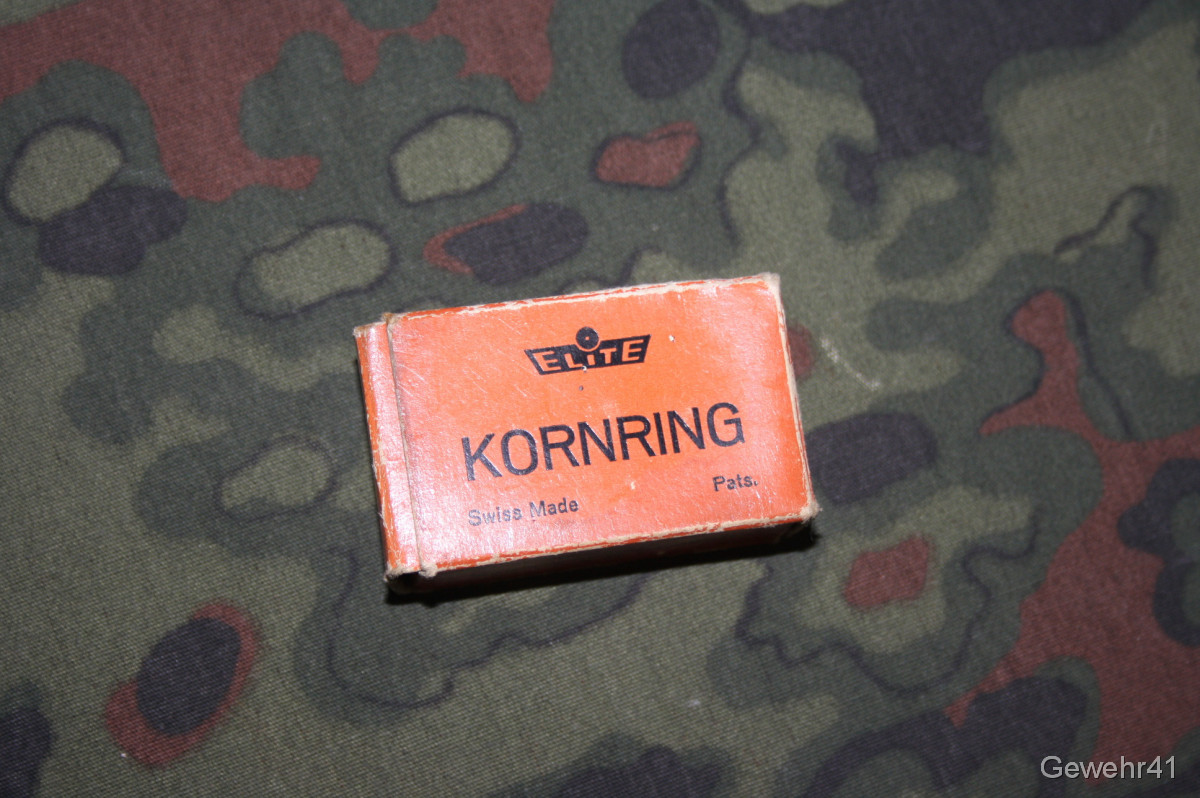 ELiTE
KORNRING
Swiss Made
Pats.
Gewehr41